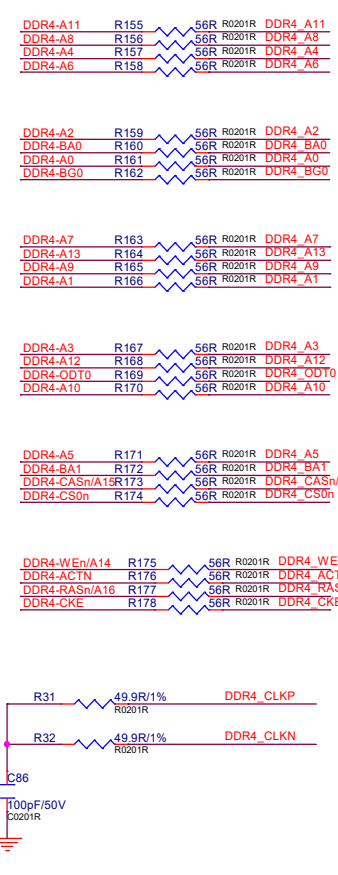 DDR4-A11 R155 56R R0201R DDR4_A11
DDR4-A8 R156 56R R0201R DDR4_A8
DDR4-A4 R157 56R R0201R DDR4_A4
DDR4-A6 R158 56R R0201R DDR4_A6
DDR4-A2 R159 56R R0201R DDR4_A2
DDR4-BA0 R160 56R R0201R DDR4_BA0
DDR4-A0 R161 56R R0201R DDR4_A0
DDR4-BG0 R162 56R R0201R DDR4_BG0
DDR4-A7 R163 56R R0201R DDR4_A7
DDR4-A13 R164 56R R0201R DDR4_A13
DDR4-A9 R165 56R R0201R DDR4_A9
DDR4-A1 R166 56R R0201R DDR4_A1
DDR4-A3 R167 56R R0201R DDR4_A3
DDR4-A12 R168 56R R0201R DDR4_A12
DDR4-ODT0 R169 56R R0201R DDR4_ODT0
DDR4-A10 R170 56R R0201R DDR4_A10
DDR4-A5 R171 56R R0201R DDR4_A5
DDR4-BA1 R172 56R R0201R DDR4_BA1
DDR4-CASn/A15 R173 56R R0201R DDR4_CASn/
DDR4-CS0n R174 56R R0201R DDR4_CS0n
DDR4-WEn/A14 R175 56R R0201R DDR4_WE
DDR4-ACTN R176 56R R0201R DDR4_ACT
DDR4-RASn/A16 R177 56R R0201R DDR4_RAS
DDR4-CKE R178 56R R0201R DDR4_CKE
R31 49.9R/1% DDR4_CLKP
R0201R
R32 49.9R/1% DDR4_CLKN
R0201R
C86
100pF/50V
C0201R